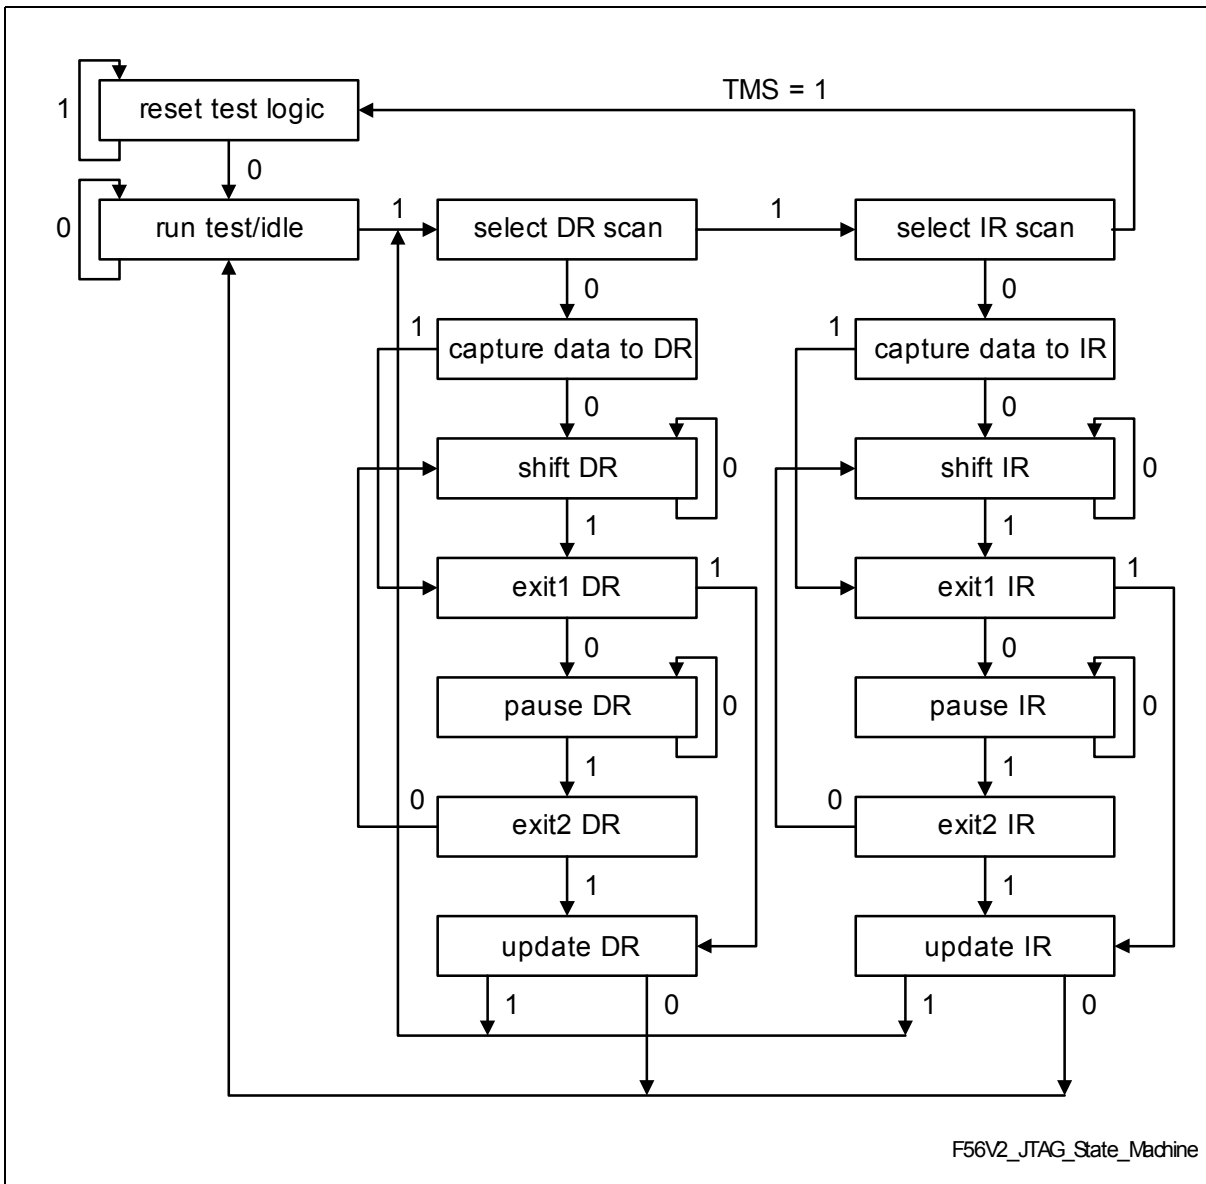 TMS = 1
1 reset test logic
0
0 run test/idle 1 select DR scan 1 select IR scan
0 0
1 capture data to DR 1 capture data to IR
0 0
shift DR 0 shift IR 0
1 1
exit1 DR 1 exit1 IR 1
0 0
pause DR 0 pause IR 0
1 1
0 exit2 DR 0 exit2 IR
1 1
update DR update IR
1 0 1 0
F56V2_JTAG_State_Machine